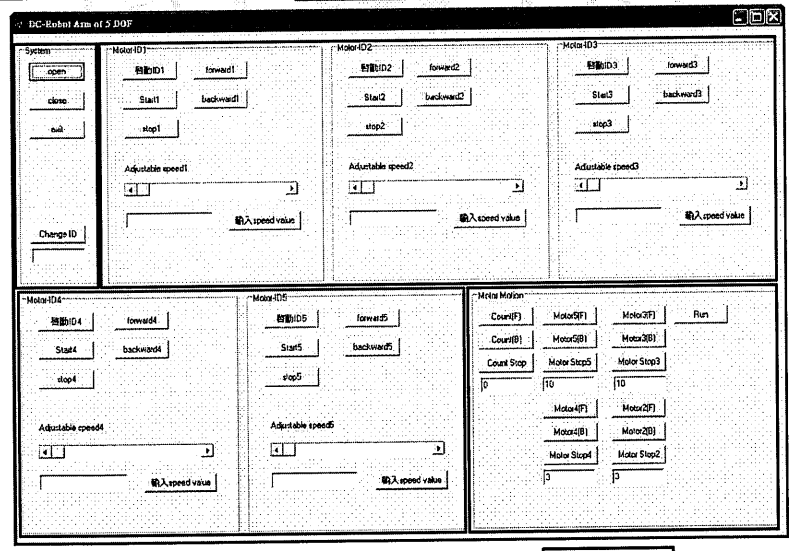 DC-Robot Arm of 5 DOF
System
open
close
exit
Change ID
Motor-ID1
啓動ID1
forward1
Start1
backward1
stop1
Adjustable speed1
輸入speed value
Motor-ID2
啓動ID2
forward2
Start2
backward2
stop2
Adjustable speed2
輸入speed value
Motor-ID3
啓動ID3
forward3
Start3
backward3
stop3
Adjustable speed3
輸入speed value
Motor-ID4
啓動ID4
forward4
Start4
backward4
stop4
Adjustable speed4
輸入speed value
Motor-ID5
啓動ID5
forward5
Start5
backward5
stop5
Adjustable speed5
輸入speed value
Motor Motion
Count(F)
Motor5(F)
Motor3(F)
Run
Count(B)
Motor5(B)
Motor3(B)
Count Stop
Motor Stop5
Motor Stop3
0
10
10
Motor4(F)
Motor2(F)
Motor4(B)
Motor2(B)
Motor Stop4
Motor Stop2
3
3